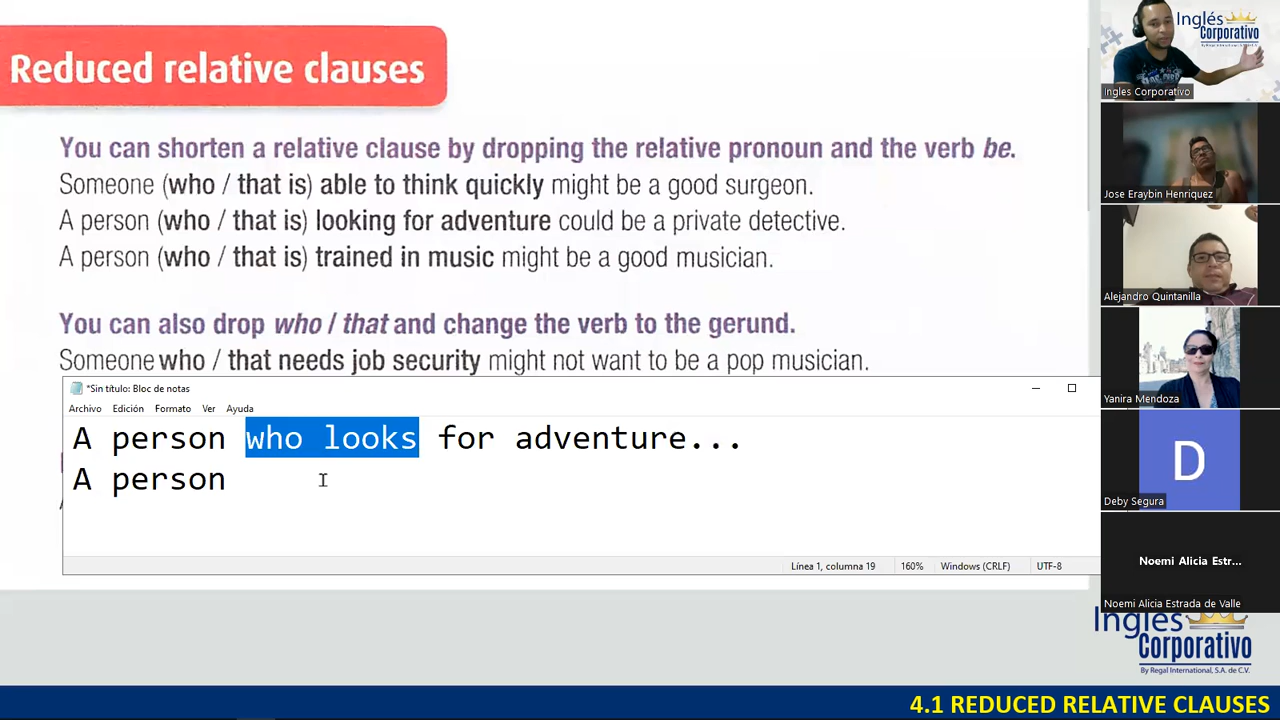 Reduced relative clauses
You can shorten a relative clause by dropping the relative pronoun and the verb be.
Someone (who / that is) able to think quickly might be a good surgeon.
A person (who / that is) looking for adventure could be a private detective.
A person (who / that is) trained in music might be a good musician.
You can also drop who / that and change the verb to the gerund.
Someone who / that needs job security might not want to be a pop musician.
*Sin título: Bloc de notas
Archivo Edición Formato Ver Ayuda
A person who looks for adventure...
A person
Línea 1, columna 19 160% Windows (CRLF) UTF-8
Inglés
Corporativo
Ingles Corporativo
Jose Eraybin Henriquez
Alejandro Quintanilla
Yanira Mendoza
D
Deby Segura
Noemi Alicia Estr...
Noemi Alicia Estrada de Valle
Inglés
Corporativo
By Regal International, S.A. de C.V.
4.1 REDUCED RELATIVE CLAUSES